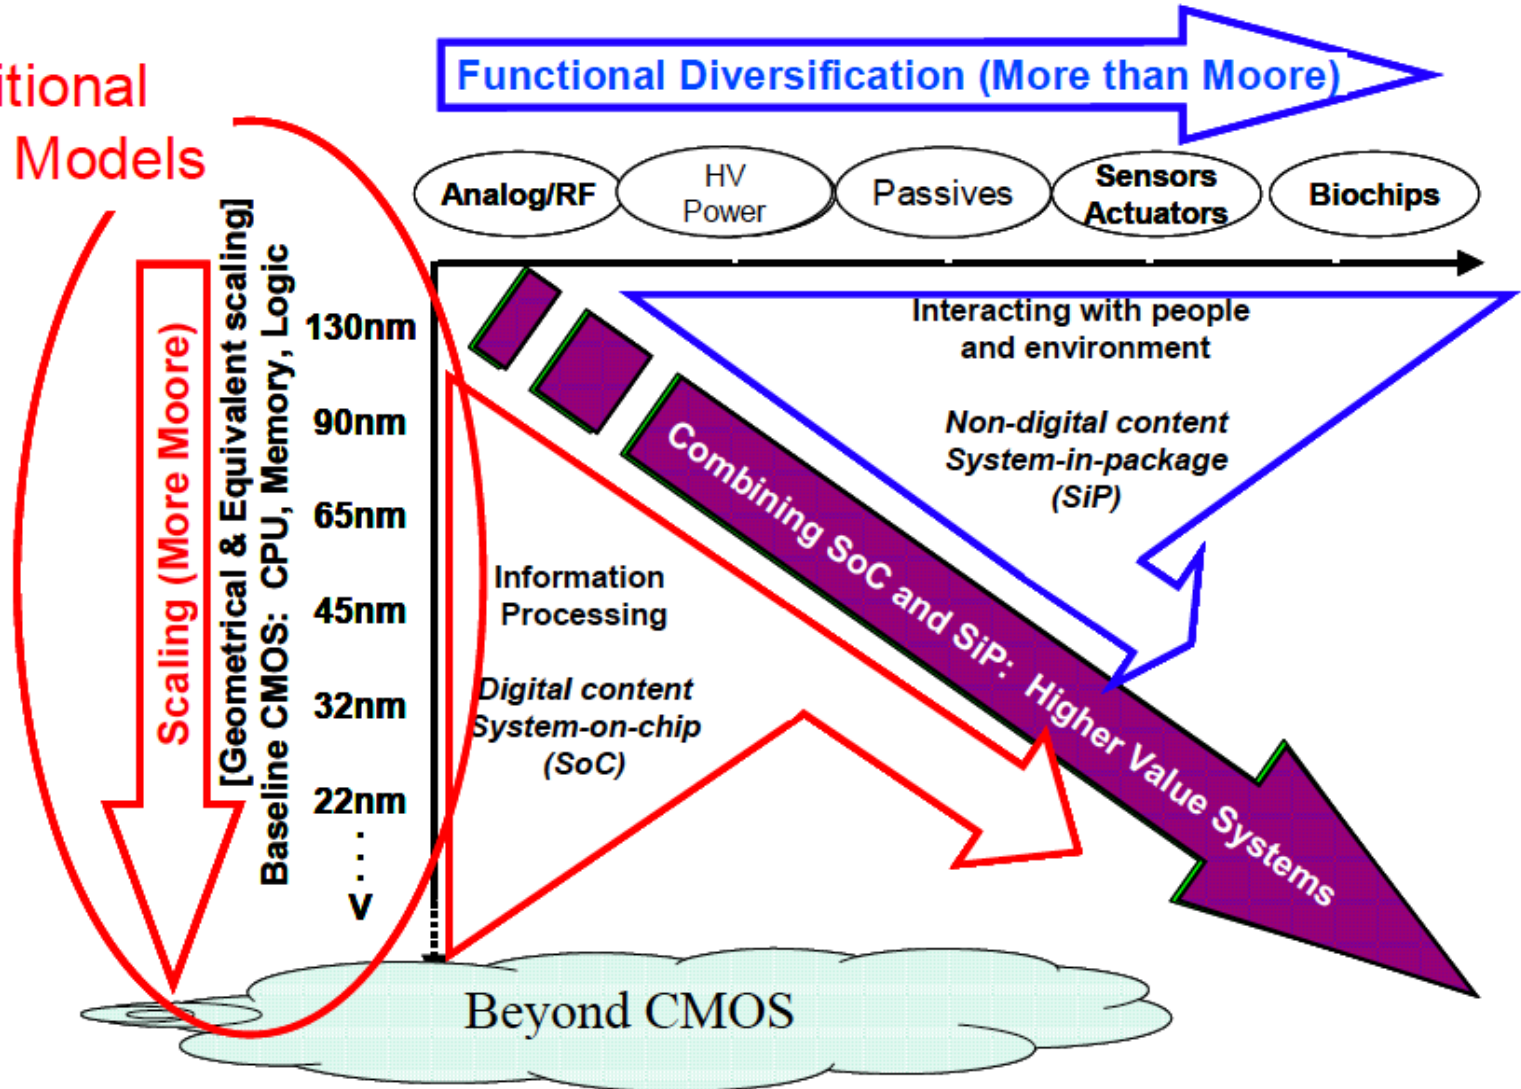 Functional Diversification (More than Moore)
itional
Models
Analog/RF
HV
Power
Passives
Sensors
Actuators
Biochips
Scaling (More Moore)
[Geometrical & Equivalent scaling]
Baseline CMOS: CPU, Memory, Logic
130nm
90nm
65nm
45nm
32nm
22nm
.
.
.
V
Interacting with people
and environment
Non-digital content
System-in-package
(SiP)
Combining SoC and SiP: Higher Value Systems
Information
Processing
Digital content
System-on-chip
(SoC)
Beyond CMOS